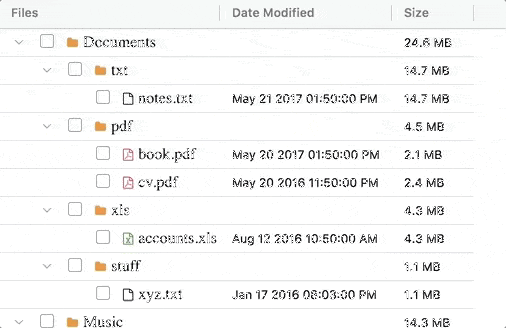 Files Date Modified Size
Documents 24.6 MB
txt 14.7 MB
notes.txt May 21 2017 01:50:00 PM 14.7 MB
pdf 4.5 MB
book.pdf May 20 2017 01:50:00 PM 2.1 MB
cv.pdf May 20 2016 11:50:00 PM 2.4 MB
xis 4.3 MB
accounts.xis Aug 12 2016 10:50:00 AM 4.3 MB
staff 1.1 MB
xyz.txt Jan 17 2016 08:03:00 PM 1.1 MB
Music 14.3 MB